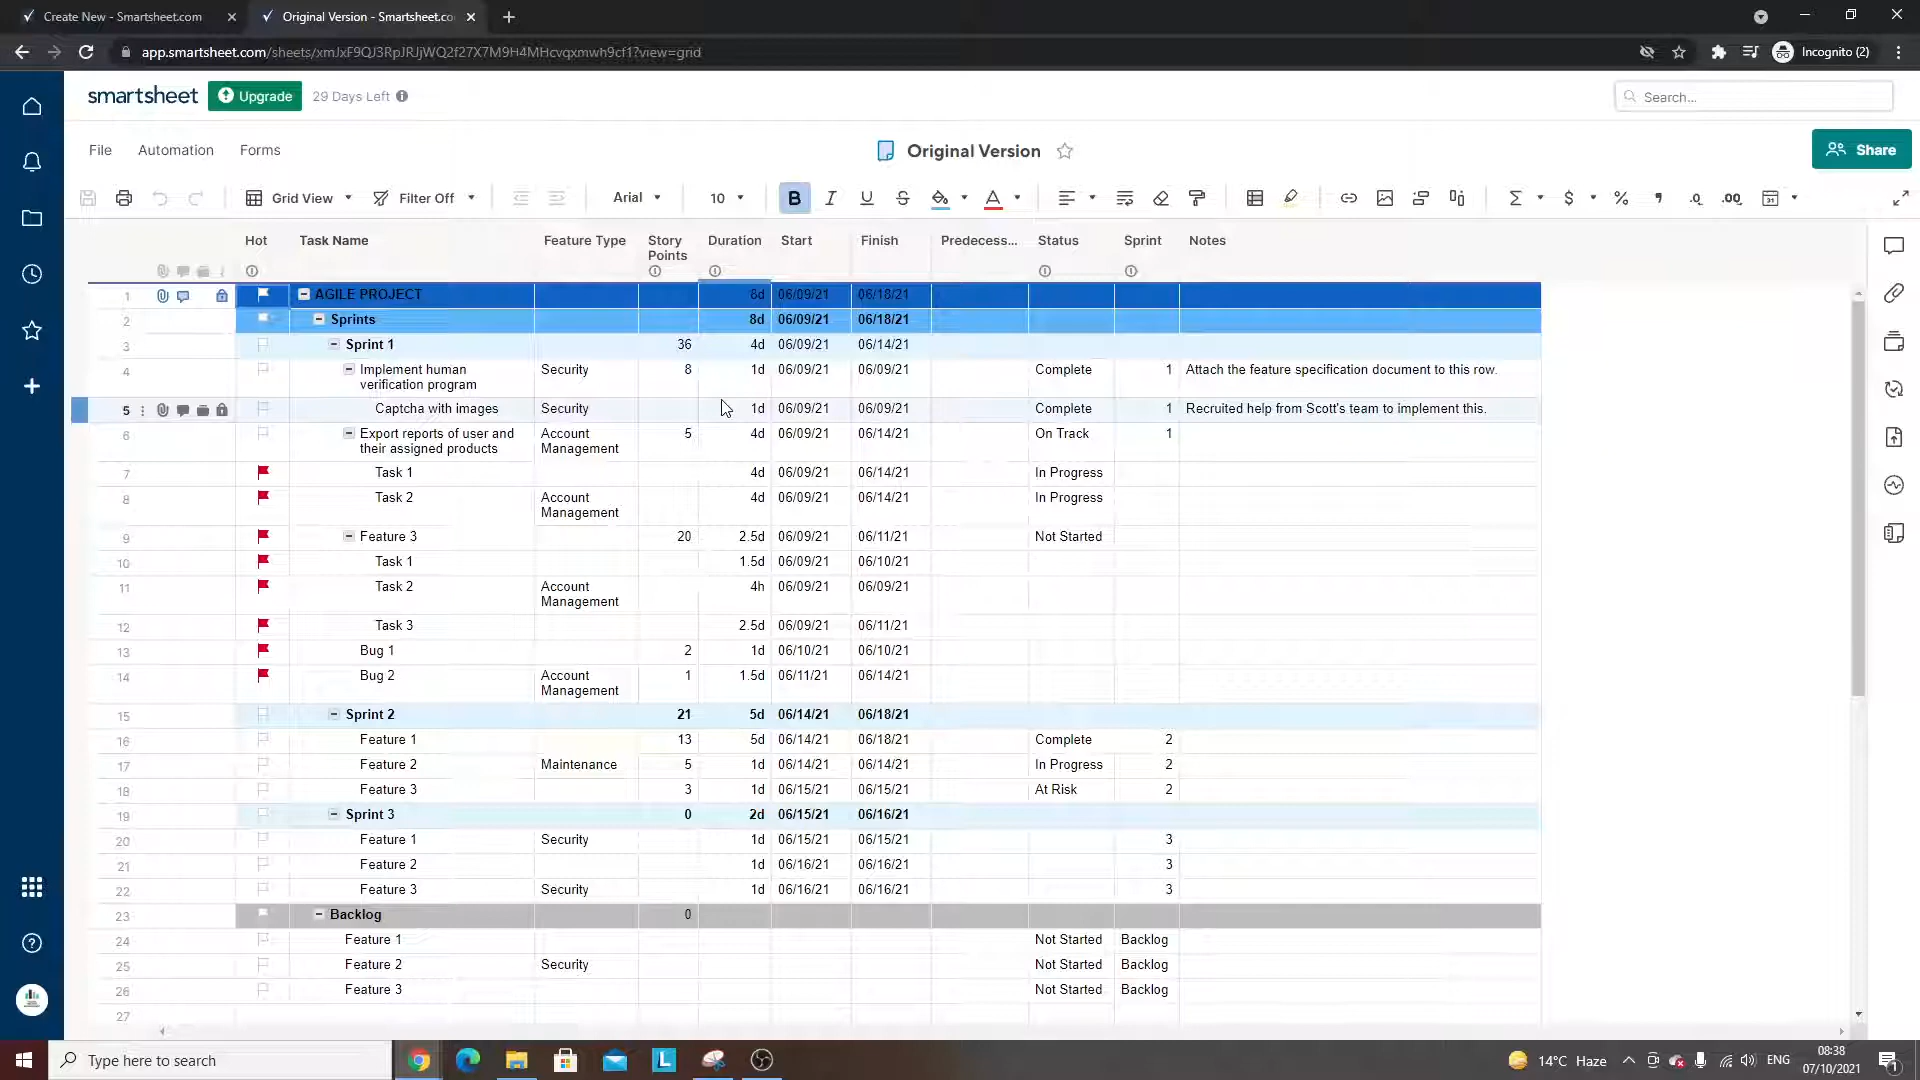 Create New - Smartsheet.com
Original Version - Smartsheet.co
app.smartsheet.com/sheets/xmJxF9QJ3RpJRJjWQ2f27X7M9H4MHcvqxmwh9cf1?view=grid
Incognito (2)
smartsheet
Upgrade
29 Days Left
Search...
File
Automation
Forms
Original Version
Share
Grid View
Filter Off
Arial
10
B
I
U
S
A
Σ
$
%
.0
.00
31
Hot
Task Name
Feature Type
Story
Points
Duration
Start
Finish
Predecess...
Status
Sprint
Notes
1 AGILE PROJECT 8d 06/09/21 06/18/21
2 Sprints 8d 06/09/21 06/18/21
3 Sprint 1 36 4d 06/09/21 06/14/21
4 Implement human Security 8 1d 06/09/21 06/09/21 Complete 1 Attach the feature specification document to this row.
verification program
5 Captcha with images Security 1d 06/09/21 06/09/21 Complete 1 Recruited help from Scott's team to implement this.
6 Export reports of user and Account 5 4d 06/09/21 06/14/21 On Track 1
their assigned products Management
7 Task 1 4d 06/09/21 06/14/21 In Progress
8 Task 2 Account 4d 06/09/21 06/14/21 In Progress
Management
9 Feature 3 20 2.5d 06/09/21 06/11/21 Not Started
10 Task 1 1.5d 06/09/21 06/10/21
11 Task 2 Account 4h 06/09/21 06/09/21
Management
12 Task 3 2.5d 06/09/21 06/11/21
13 Bug 1 2 1d 06/10/21 06/10/21
14 Bug 2 Account 1 1.5d 06/11/21 06/14/21
Management
15 Sprint 2 21 5d 06/14/21 06/18/21
16 Feature 1 13 5d 06/14/21 06/18/21 Complete 2
17 Feature 2 Maintenance 5 1d 06/14/21 06/14/21 In Progress 2
18 Feature 3 3 1d 06/15/21 06/15/21 At Risk 2
19 Sprint 3 0 2d 06/15/21 06/16/21
20 Feature 1 Security 1d 06/15/21 06/15/21 3
21 Feature 2 1d 06/16/21 06/16/21 3
22 Feature 3 Security 1d 06/16/21 06/16/21 3
23 Backlog 0
24 Feature 1 Not Started Backlog
25 Feature 2 Security Not Started Backlog
26 Feature 3 Not Started Backlog
27
Type here to search
L
14°C Haze
ENG
08:38
07/10/2021
1